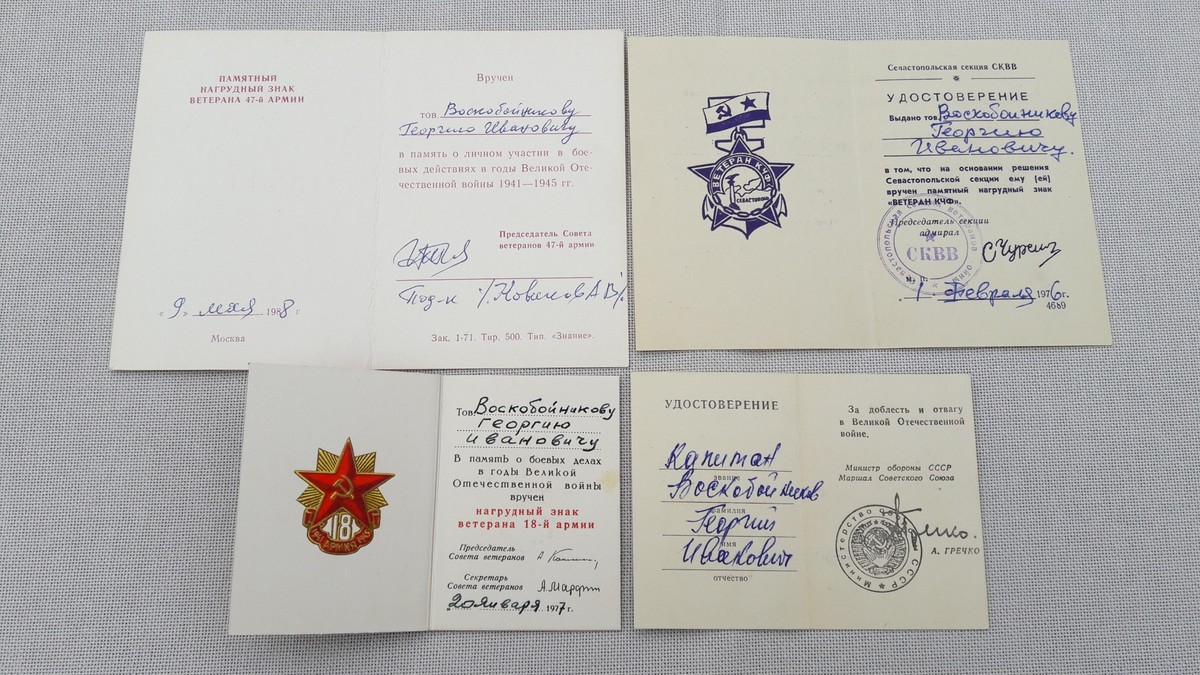 ПАМЯТНЫЙ
НАГРУДНЫЙ ЗНАК
ВЕТЕРАНА 47-й АРМИИ
«9» мая 1988 г.
Москва
Вручен
тов. Воскобойникову
Георгию Ивановичу
в память о личном участии в бое-
вых действиях в годы Великой Оте-
чественной войны 1941—1945 гг.
Председатель Совета
ветеранов 47-й армии
Под-к /Новиков А В/
Зак. 1-71. Тир. 500. Тип. «Знание».
ВЕТЕРАН КЧФ
СЕВАСТОПОЛЬ
Севастопольская секция СКВВ
УДОСТОВЕРЕНИЕ
Выдано тов. Воскобойникову
Георгию
Ивановичу.
в том, что на основании решения
Севастопольской секции ему (ей)
вручен памятный нагрудный знак
«ВЕТЕРАН КЧФ».
Председатель секции
адмирал
СКВВ
1 февраля 1976 г.
4689
18
Тов. Воскобойникову
Георгию
Ивановичу
В память о боевых делах
в годы Великой
Отечественной войны
вручен
нагрудный знак
ветерана 18-й армии
Председатель
Совета ветеранов
Секретарь
Совета ветеранов
20 января 1977 г.
УДОСТОВЕРЕНИЕ
Капитан
звание
Воскобойников
фамилия
Георгий
имя
Иванович
отчество
За доблесть и отвагу
в Великой Отечественной
войне.
Министр обороны СССР
Маршал Советского Союза
А. ГРЕЧКО